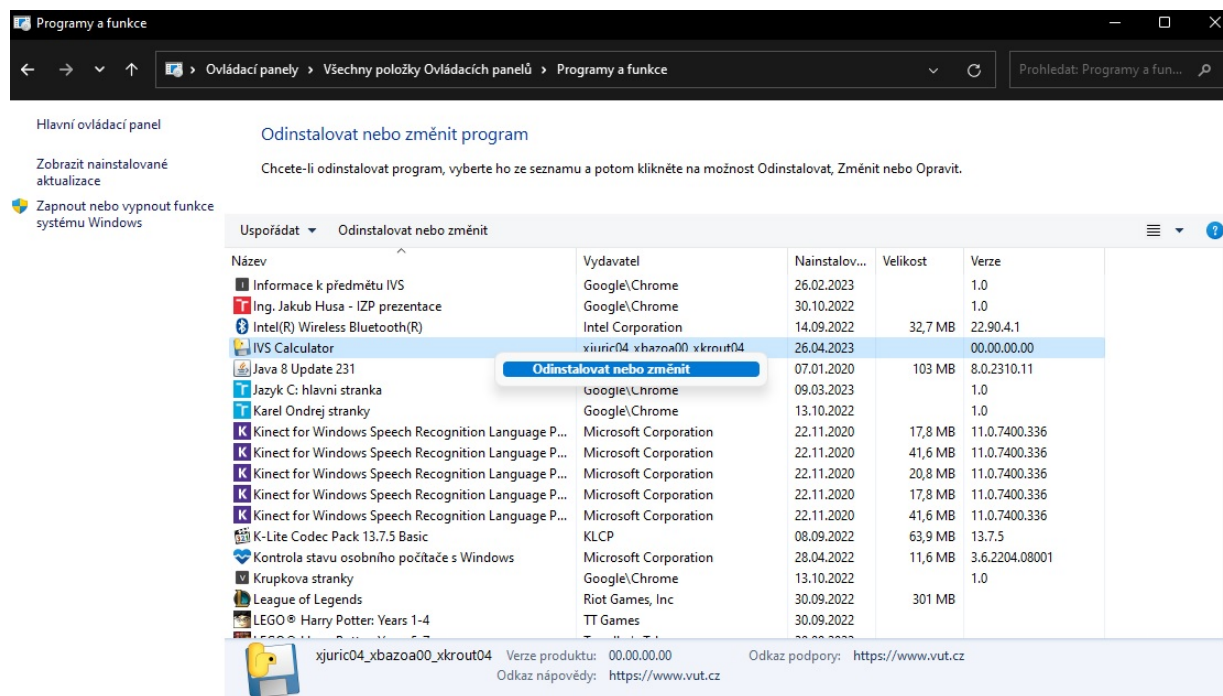 Programy a funkce
Ovládací panely > Všechny položky Ovládacích panelů > Programy a funkce
Prohledat: Programy a fun...
Hlavní ovládací panel
Zobrazit nainstalované
aktualizace
Zapnout nebo vypnout funkce
systému Windows
Odinstalovat nebo změnit program
Chcete-li odinstalovat program, vyberte ho ze seznamu a potom klikněte na možnost Odinstalovat, Změnit nebo Opravit.
Uspořádat Odinstalovat nebo změnit
Název Vydavatel Nainstalov... Velikost Verze
Informace k předmětu IVS Google\Chrome 26.02.2023 1.0
Ing. Jakub Husa - IZP prezentace Google\Chrome 30.10.2022 1.0
Intel(R) Wireless Bluetooth(R) Intel Corporation 14.09.2022 32,7 MB 22.90.4.1
IVS Calculator xjuric04_xbazoa00_xkrout04 26.04.2023 00.00.00.00
Odinstalovat nebo změnit
Java 8 Update 231 07.01.2020 103 MB 8.0.2310.11
Jazyk C: hlavni stranka Google\Chrome 09.03.2023 1.0
Karel Ondrej stranky Google\Chrome 13.10.2022 1.0
Kinect for Windows Speech Recognition Language P... Microsoft Corporation 22.11.2020 17,8 MB 11.0.7400.336
Kinect for Windows Speech Recognition Language P... Microsoft Corporation 22.11.2020 41,6 MB 11.0.7400.336
Kinect for Windows Speech Recognition Language P... Microsoft Corporation 22.11.2020 20,8 MB 11.0.7400.336
Kinect for Windows Speech Recognition Language P... Microsoft Corporation 22.11.2020 17,8 MB 11.0.7400.336
Kinect for Windows Speech Recognition Language P... Microsoft Corporation 22.11.2020 41,6 MB 11.0.7400.336
K-Lite Codec Pack 13.7.5 Basic KLCP 08.09.2022 63,9 MB 13.7.5
Kontrola stavu osobního počítače s Windows Microsoft Corporation 28.04.2022 11,6 MB 3.6.2204.08001
Krupkova stranky Google\Chrome 13.10.2022 1.0
League of Legends Riot Games, Inc 30.09.2022 301 MB
LEGO® Harry Potter: Years 1-4 TT Games 30.09.2022
xjuric04_xbazoa00_xkrout04 Verze produktu: 00.00.00.00 Odkaz podpory: https://www.vut.cz
Odkaz nápovědy: https://www.vut.cz